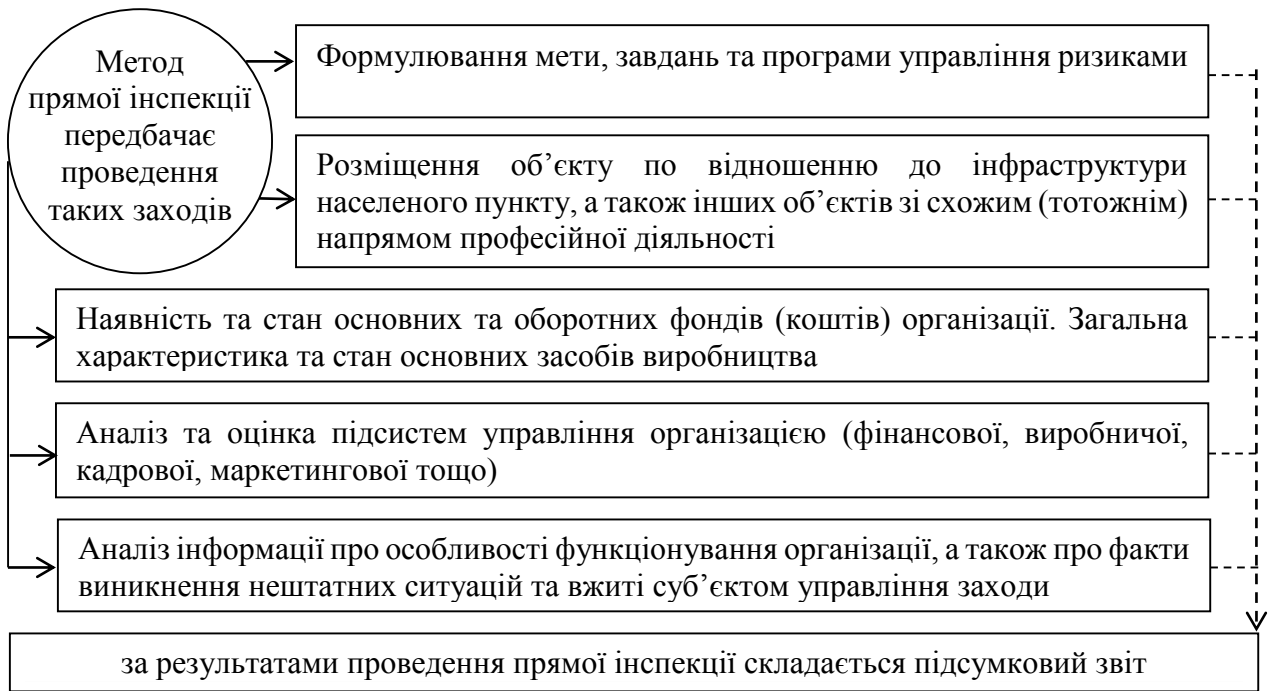 Метод
прямої інспекції
передбачає
проведення
таких заходів
Формулювання мети, завдань та програми управління ризиками
Розміщення об’єкту по відношенню до інфраструктури
населеного пункту, а також інших об’єктів зі схожим (тотожнім)
напрямом професійної діяльності
Наявність та стан основних та оборотних фондів (коштів) організації. Загальна
характеристика та стан основних засобів виробництва
Аналіз та оцінка підсистем управління організацією (фінансової, виробничої,
кадрової, маркетингової тощо)
Аналіз інформації про особливості функціонування організації, а також про факти
виникнення нештатних ситуацій та вжиті суб’єктом управління заходи
за результатами проведення прямої інспекції складається підсумковий звіт